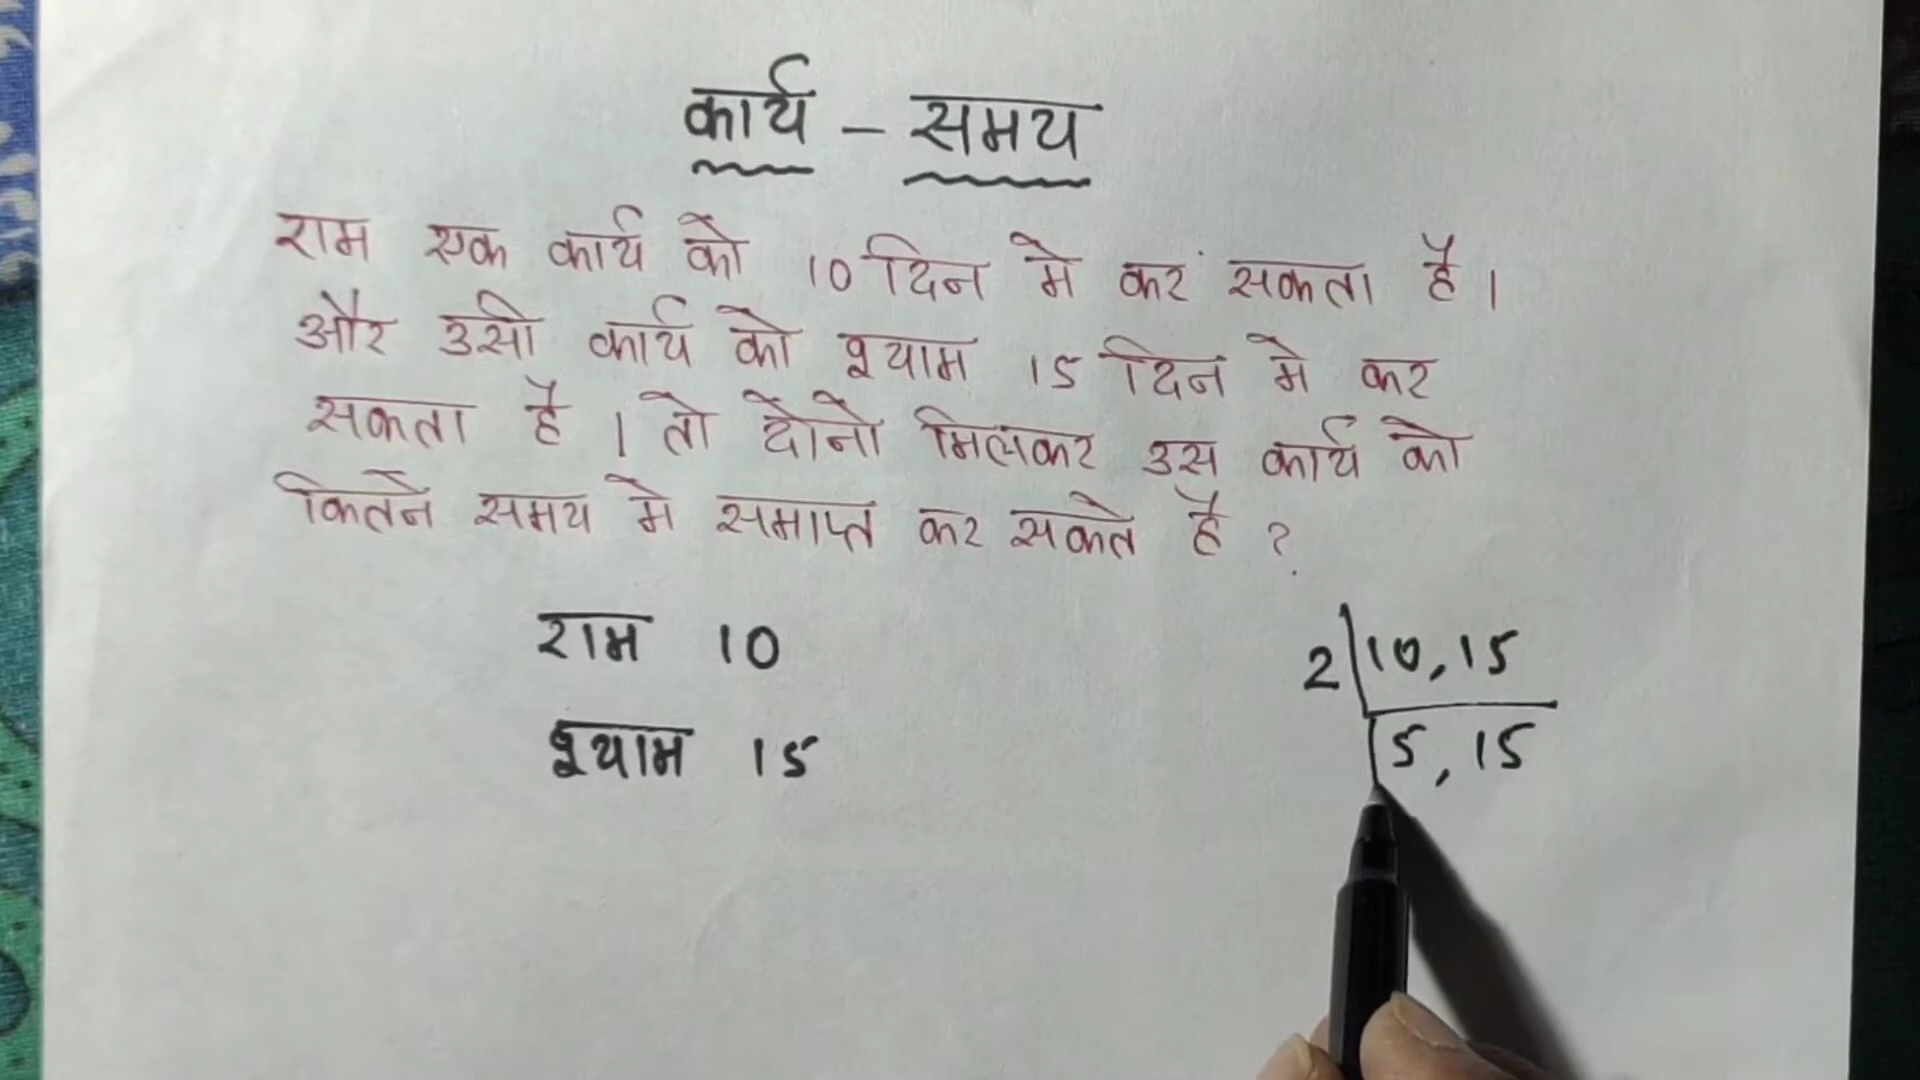 कार्य - समय
राम एक कार्य को 10 दिन मे कर सकता है ।
और उसी कार्य को श्याम 15 दिन मे कर
सकता है । तो दोनो मिलकर उस कार्य को
कितने समय मे समाप्त कर सकते है ?
राम 10
श्याम 15
2 | 10, 15
5, 15